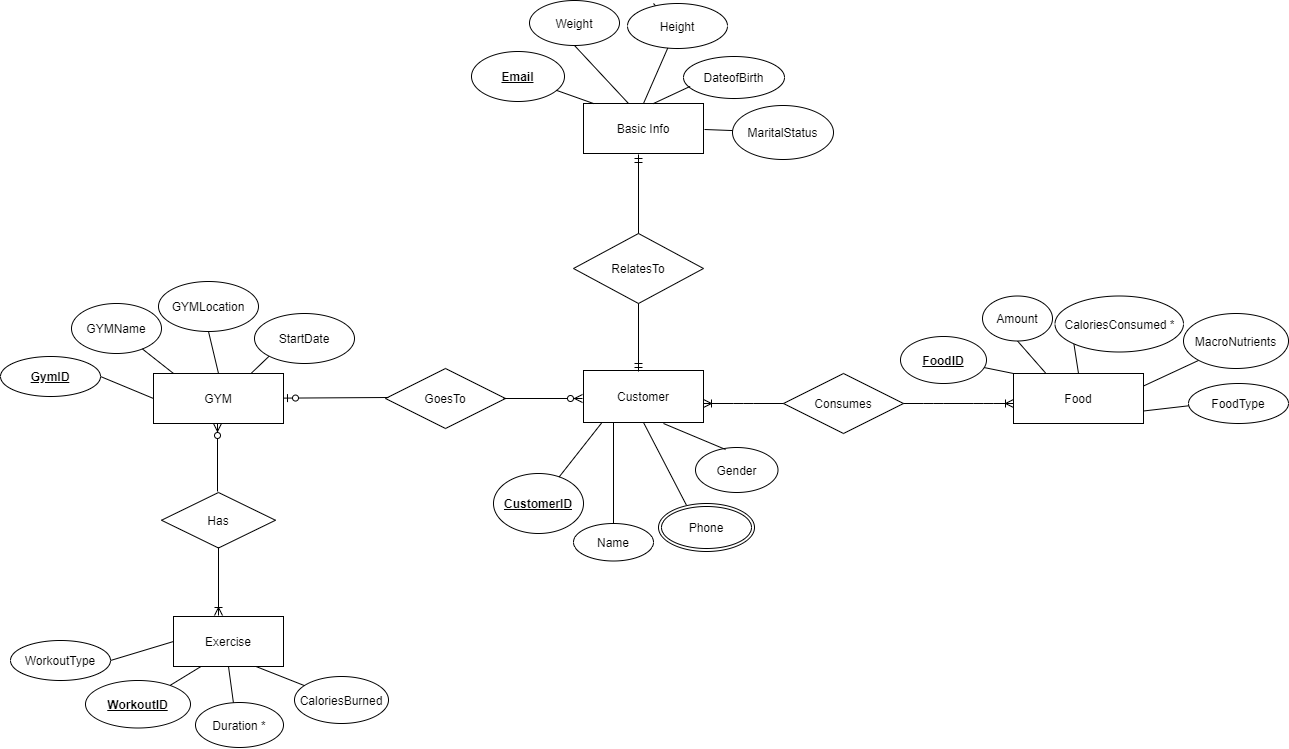 Weight
Height
Email
DateofBirth
Basic Info
MaritalStatus
RelatesTo
GYMName
GYMLocation
StartDate
GymID
GYM
GoesTo
Customer
Consumes
FoodID
Amount
CaloriesConsumed *
MacroNutrients
Food
FoodType
Gender
CustomerID
Name
Phone
Has
Exercise
WorkoutType
WorkoutID
Duration *
CaloriesBurned